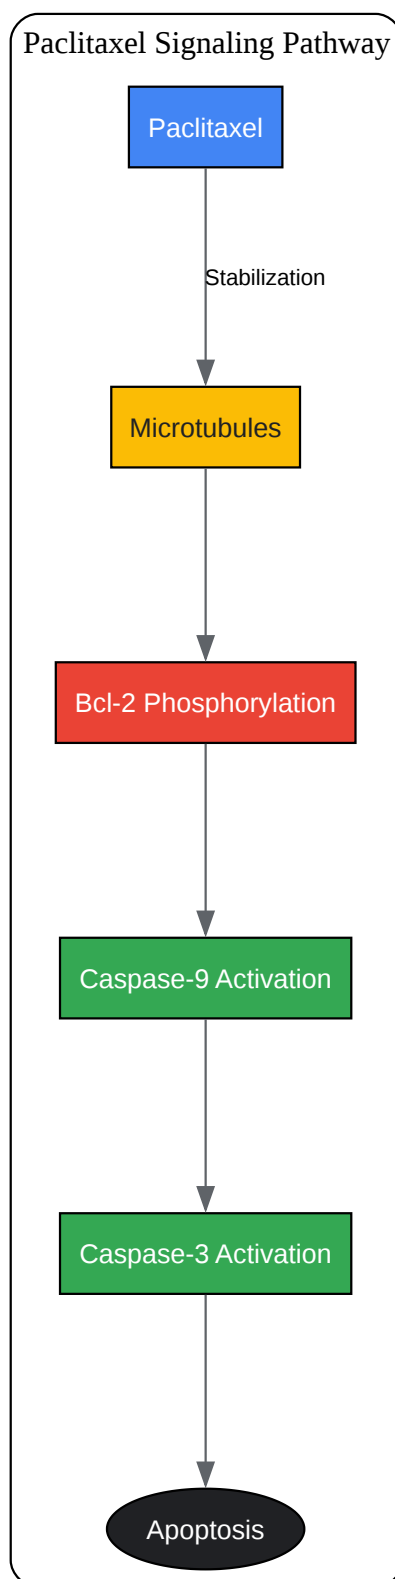 Paclitaxel Signaling Pathway
Paclitaxel
Stabilization
Microtubules
Bcl-2 Phosphorylation
Caspase-9 Activation
Caspase-3 Activation
Apoptosis